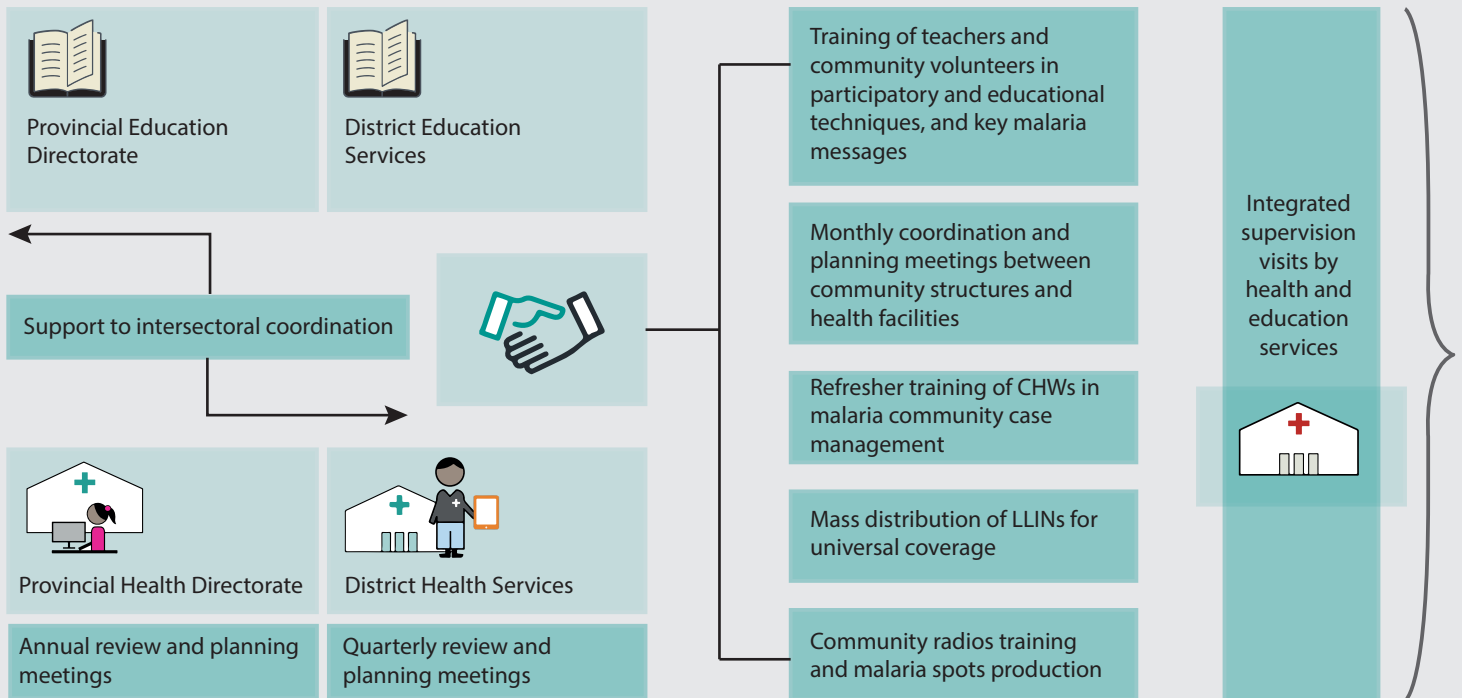 Provincial Education
Directorate
District Education
Services
Support to intersectoral coordination
Provincial Health Directorate
District Health Services
Annual review and planning
meetings
Quarterly review and
planning meetings
Training of teachers and
community volunteers in
participatory and educational
techniques, and key malaria
messages
Monthly coordination and
planning meetings between
community structures and
health facilities
Refresher training of CHWs in
malaria community case
management
Mass distribution of LLINs for
universal coverage
Community radios training
and malaria spots production
Integrated
supervision
visits by
health and
education
services